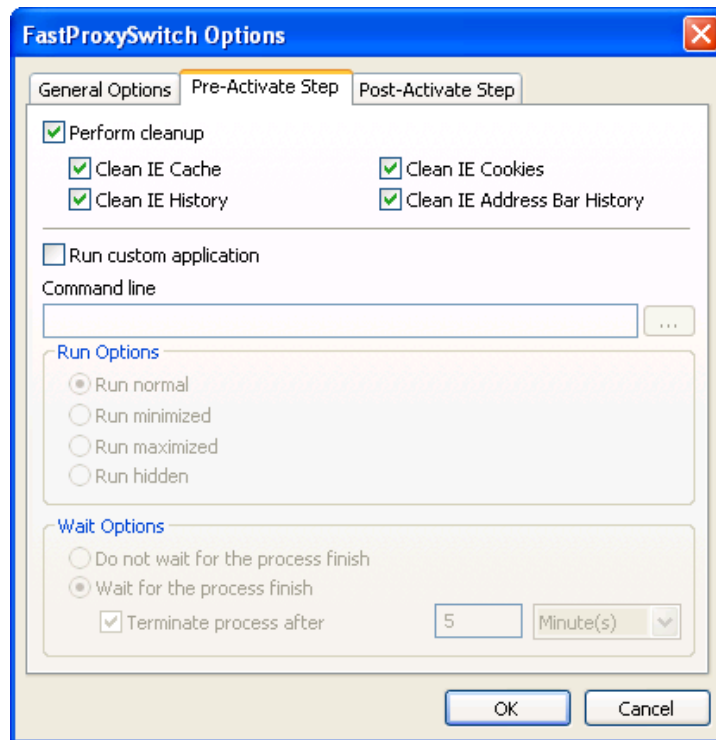 FastProxySwitch Options
General Options Pre-Activate Step Post-Activate Step
Perform cleanup
Clean IE Cache Clean IE Cookies
Clean IE History Clean IE Address Bar History
Run custom application
Command line
...
Run Options
Run normal
Run minimized
Run maximized
Run hidden
Wait Options
Do not wait for the process finish
Wait for the process finish
Terminate process after 5 Minute(s)
OK Cancel